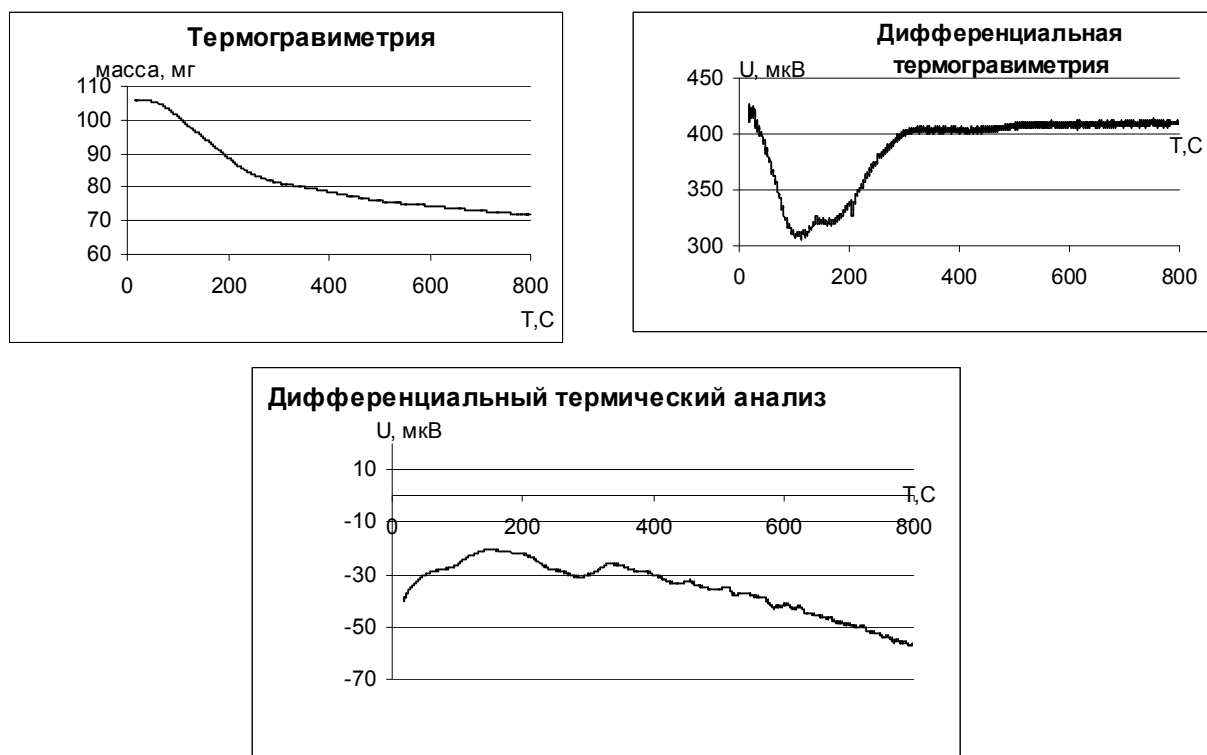 Термогравиметрия
масса, мг
110
100
90
80
70
60
0 200 400 600 800
Т,С
Дифференциальная
термогравиметрия
U, мкВ
450
400
350
300
Т,С
0 200 400 600 800
Дифференциальный термический анализ
U, мкВ
10
-10
-30
-50
-70
Т,С
0 200 400 600 800